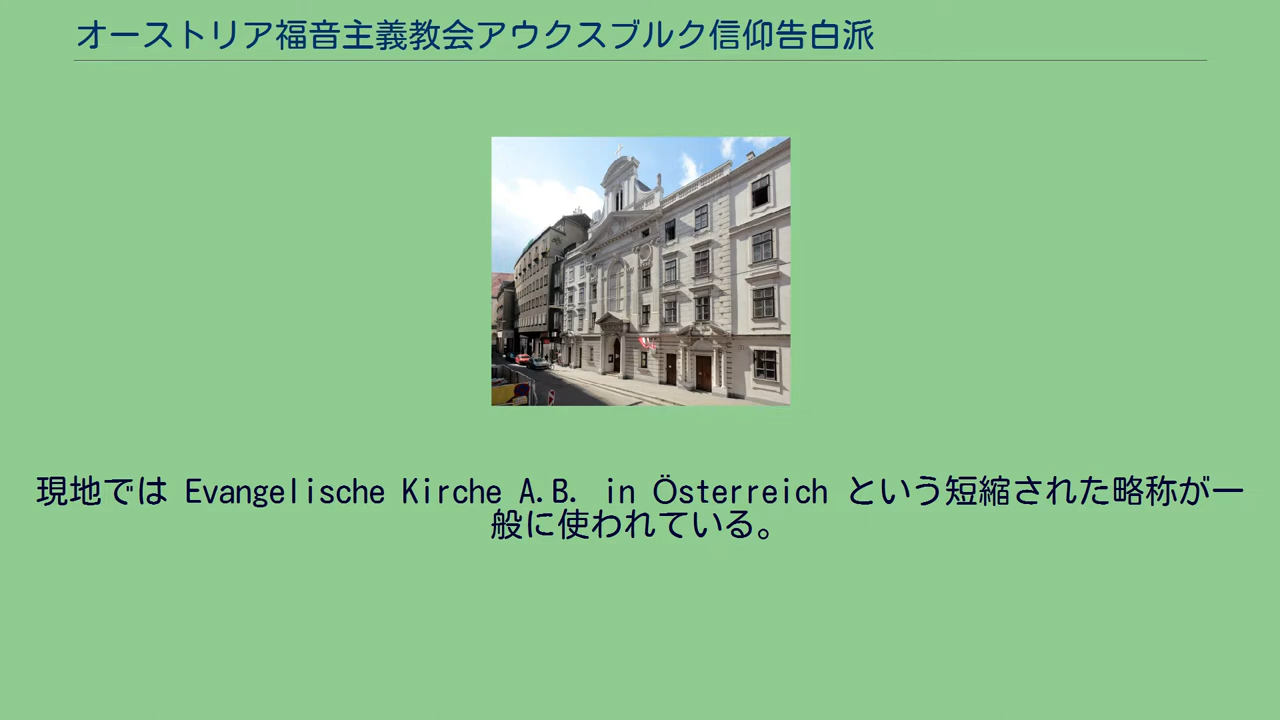 オーストリア福音主義教会アウクスブルク信仰告白派
現地では Evangelische Kirche A.B. in Österreich という短縮された略称が一
般に使われている。